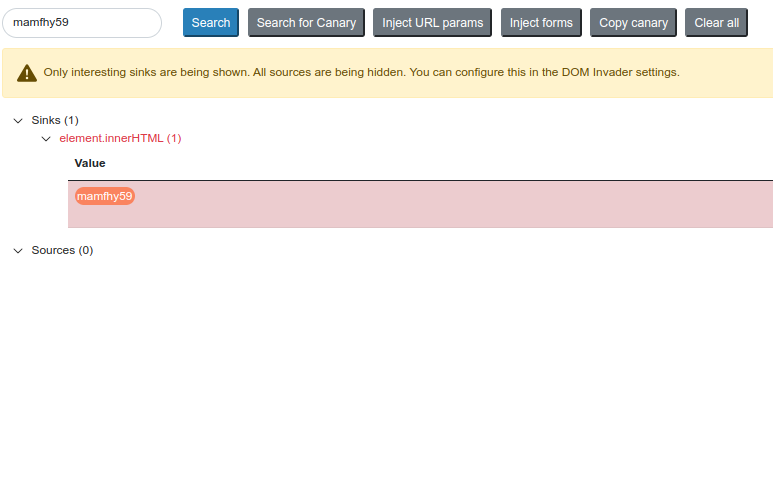 mamfhy59 Search Search for Canary Inject URL params Inject forms Copy canary Clear all
Only interesting sinks are being shown. All sources are being hidden. You can configure this in the DOM Invader settings.
Sinks (1)
element.innerHTML (1)
Value
mamfhy59
Sources (0)